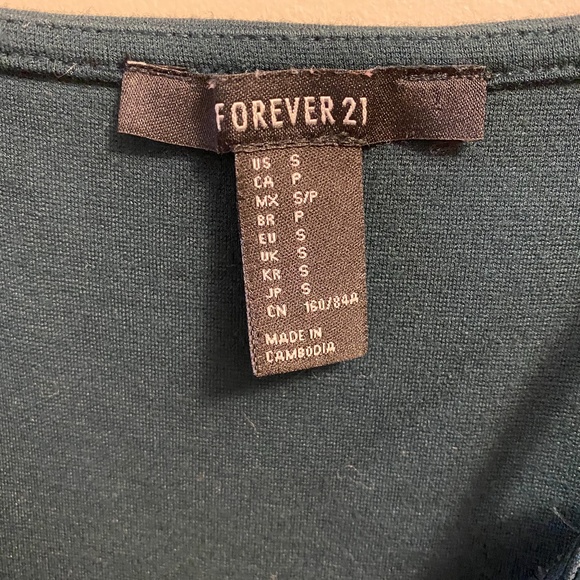 FOREVER 21
US S
CA P
MX S/P
BR P
EU S
UK S
KR S
JP S
CN 160/84A
MADE IN
CAMBODIA